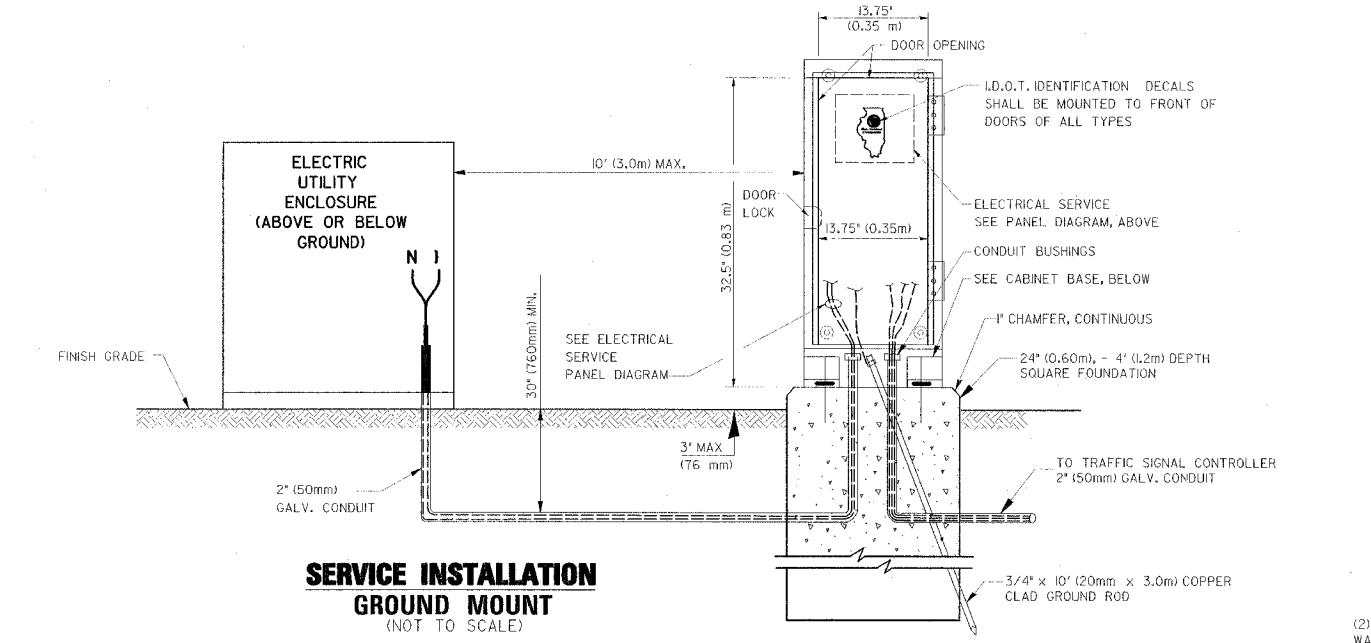 13.75"
(0.35 m)
DOOR OPENING
I.D.O.T. IDENTIFICATION DECALS
SHALL BE MOUNTED TO FRONT OF
DOORS OF ALL TYPES
ELECTRIC
UTILITY
ENCLOSURE
(ABOVE OR BELOW
GROUND)
10' (3.0m) MAX.
DOOR
LOCK
32.5" (0.83 m)
13.75" (0.35m)
ELECTRICAL SERVICE
SEE PANEL DIAGRAM, ABOVE
N
CONDUIT BUSHINGS
SEE CABINET BASE, BELOW
1" CHAMFER, CONTINUOUS
30" (760mm) MIN.
SEE ELECTRICAL
SERVICE
PANEL DIAGRAM
FINISH GRADE
24" (0.60m), - 4' (1.2m) DEPTH
SQUARE FOUNDATION
3" MAX
(76 mm)
TO TRAFFIC SIGNAL CONTROLLER
2" (50mm) GALV. CONDUIT
2" (50mm)
GALV. CONDUIT
SERVICE INSTALLATION
GROUND MOUNT
(NOT TO SCALE)
3/4" x 10' (20mm x 3.0m) COPPER
CLAD GROUND ROD
(2)
WA